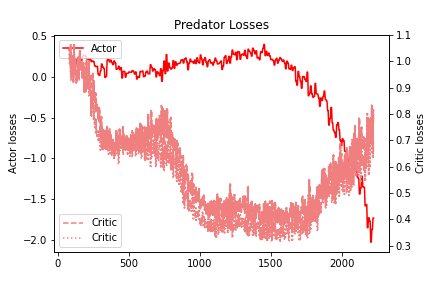 Predator Losses
Actor
Critic
Critic
Actor losses
Critic losses
0.5
0.0
−0.5
−1.0
−1.5
−2.0
1.1
1.0
0.9
0.8
0.7
0.6
0.5
0.4
0.3
0 500 1000 1500 2000